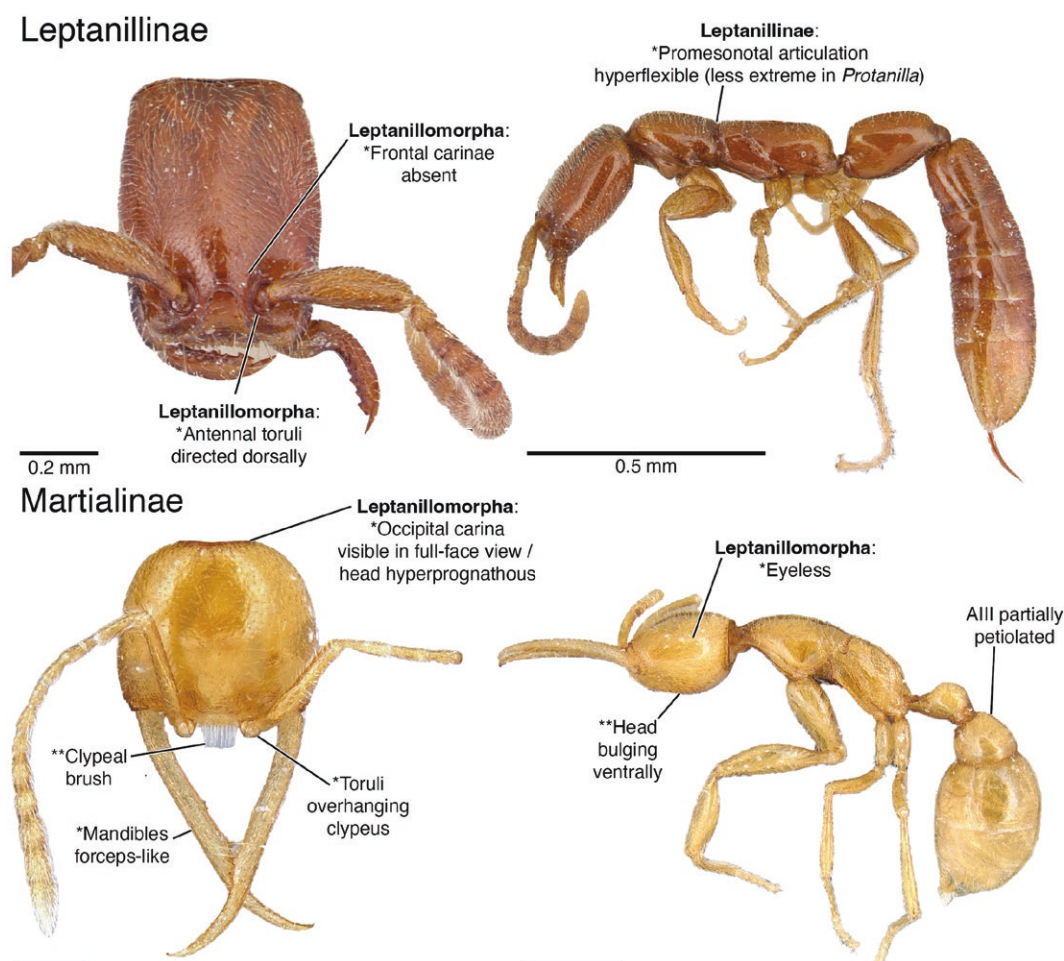 Leptanillinae
Leptanillomorpha:
*Frontal carinae
absent
Leptanillinae:
*Promesonotal articulation
hyperflexible (less extreme in Protanilla)
Leptanillomorpha:
*Antennal toruli
directed dorsally
0.2 mm
0.5 mm
Martialinae
Leptanillomorpha:
*Occipital carina
visible in full-face view /
head hyperprognathous
Leptanillomorpha:
*Eyeless
AIII partially
petiolated
**Clypeal
brush
*Toruli
overhanging
clypeus
*Mandibles
forceps-like
**Head
bulging
ventrally